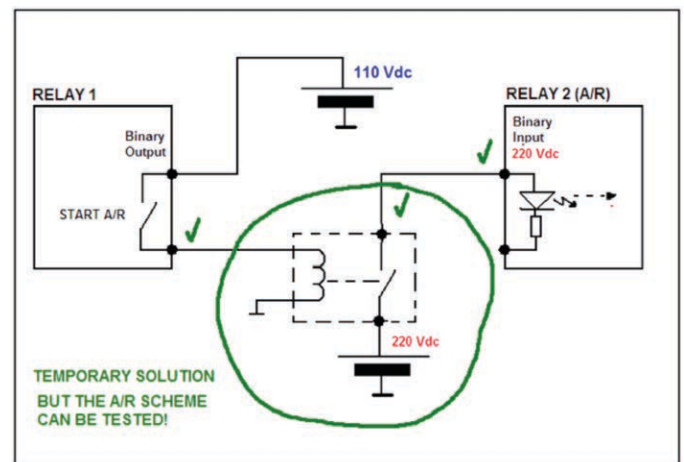 110 Vdc
RELAY 1
RELAY 2 (A/R)
Binary
Output
Binary
Input
220 Vdc
START A/R
220 Vdc
TEMPORARY SOLUTION
BUT THE A/R SCHEME
CAN BE TESTED!